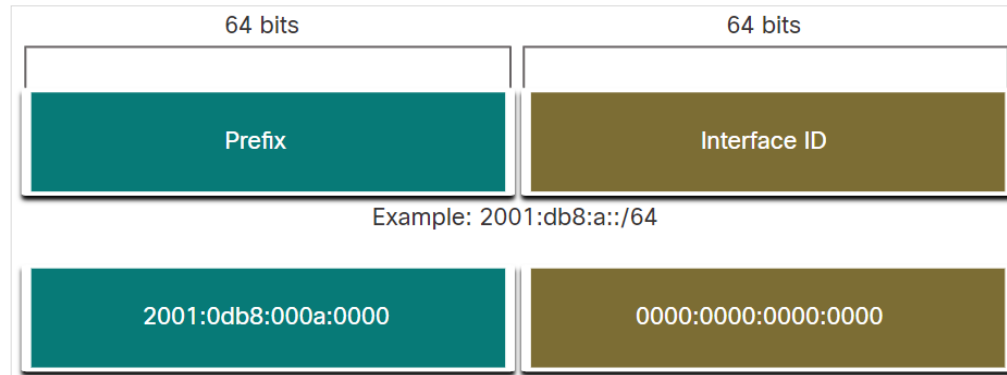 64 bits 64 bits
Prefix Interface ID
Example: 2001:db8:a::/64
2001:0db8:000a:0000 0000:0000:0000:0000